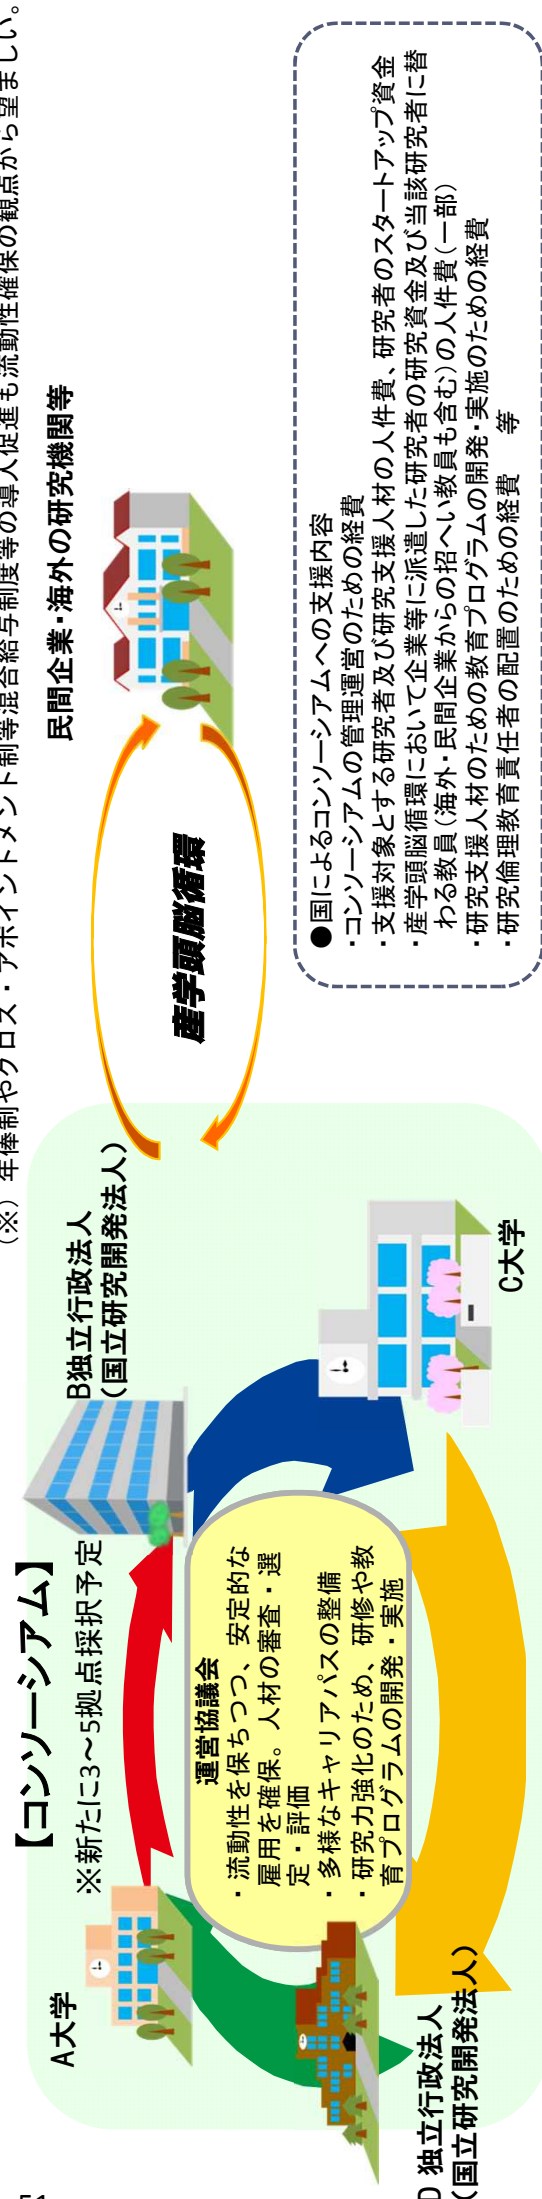 (※) 年俸制やクロス・アポイントメント制等混合給与制度等の導入促進も流動性確保の観点から望ましい。
【コンソーシアム】
※新たに3～5拠点採択予定
A大学
B独立行政法人
(国立研究開発法人)
運営協議会
・流動性を保ちつつ、安定的な
雇用を確保。人材の審査・選
定・評価
・多様なキャリアパスの整備
・研究力強化のため、研修や教
育プログラムの開発・実施
C大学
D 独立行政法人
(国立研究開発法人)
産学頭脳循環
民間企業・海外の研究機関等
●国によるコンソーシアムへの支援内容
・コンソーシアムの管理運営のための経費
・支援対象とする研究者及び研究支援人材の人件費、研究者のスタートアップ資金
・産学頭脳循環において企業等に派遣した研究者の研究資金及び当該研究者に替
わる教員(海外・民間企業からの招へい教員も含む)の人件費(一部)
・研究支援人材のための教育プログラムの開発・実施のための経費
・研究倫理教育責任者の配置のための経費　等